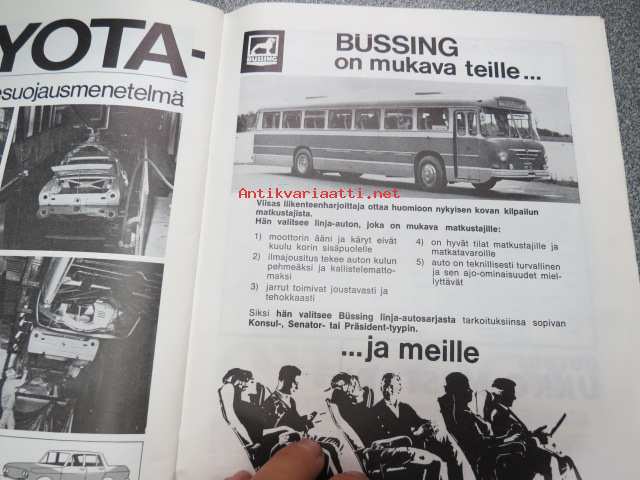 YOTA-
esuojausmenetelmä
BÜSSING
BÜSSING
on mukava teille...
Antikvariaatti.net
Viisas liikenteenharjoittaja ottaa huomioon nykyisen kovan kilpailun
matkustajista.
Hän valitsee linja-auton, joka on mukava matkustajille:
1) moottorin ääni ja käryt eivät
kuulu korin sisäpuolelle
2) ilmajousitus tekee auton kulun
pehmeäksi ja kallistelematto-
maksi
3) jarrut toimivat joustavasti ja
tehokkaasti
4) on hyvät tilat matkustajille ja
matkatavaroille
5) auto on teknillisesti turvallinen
ja sen ajo-ominaisuudet miel-
lyttävät
Siksi hän valitsee Büssing linja-autosarjasta tarkoituksiinsa sopivan
Konsul-, Senator- tai Präsident-tyypin.
...ja meille